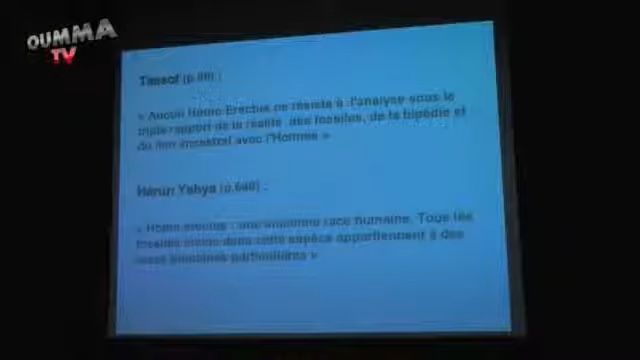 OUMMA
TV
Tassot (p.88) :
« Aucun Homo Erectus ne résiste à l'analyse sous le
triple rapport de la réalité des fossiles, de la bipédie et
du lien ancestral avec l'Homme »
Harun Yahya (p.648) :
« Homo erectus : une ancienne race humaine. Tous les
fossiles inclus dans cette espèce appartiennent à des
races humaines particulières »